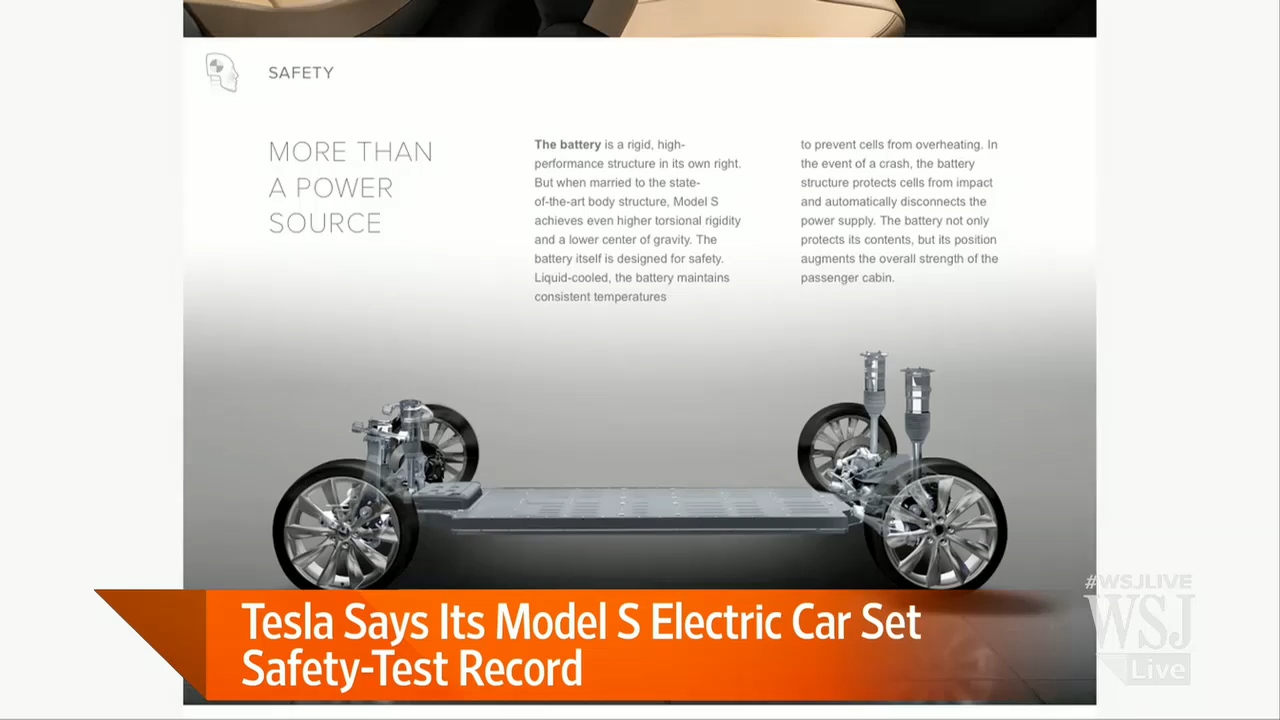 SAFETY
MORE THAN
A POWER
SOURCE
The battery is a rigid, high-
performance structure in its own right.
But when married to the state-
of-the-art body structure, Model S
achieves even higher torsional rigidity
and a lower center of gravity. The
battery itself is designed for safety.
Liquid-cooled, the battery maintains
consistent temperatures
to prevent cells from overheating. In
the event of a crash, the battery
structure protects cells from impact
and automatically disconnects the
power supply. The battery not only
protects its contents, but its position
augments the overall strength of the
passenger cabin.
Tesla Says Its Model S Electric Car Set
Safety-Test Record
#WSJLIVE
WSJ
Live